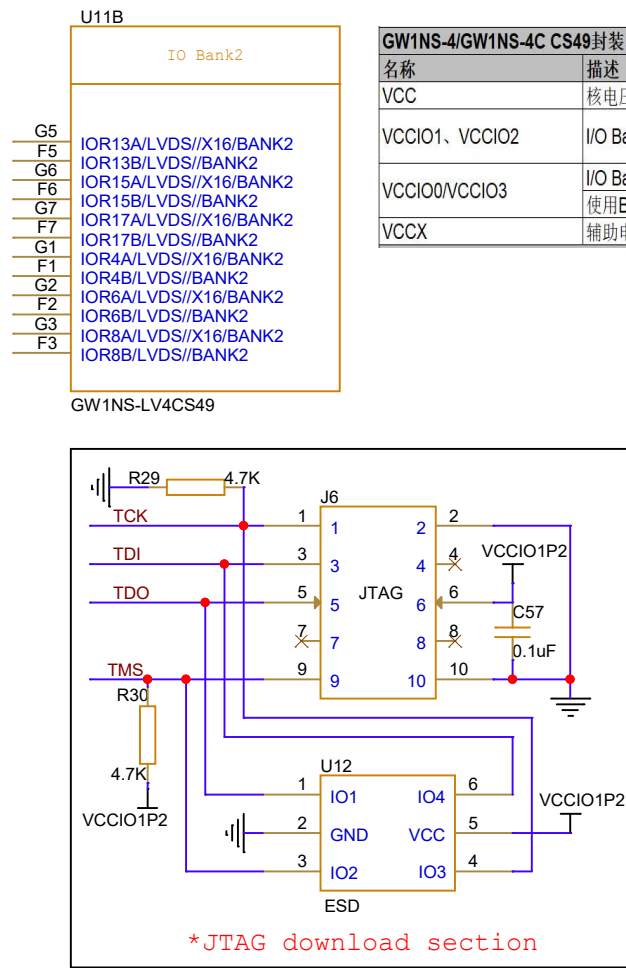 U11B
IO Bank2
G5 IOR13A/LVDS//X16/BANK2
F5 IOR13B/LVDS//BANK2
G6 IOR15A/LVDS//X16/BANK2
F6 IOR15B/LVDS//BANK2
G7 IOR17A/LVDS//X16/BANK2
F7 IOR17B/LVDS//BANK2
G1 IOR4A/LVDS//X16/BANK2
F1 IOR4B/LVDS//BANK2
G2 IOR6A/LVDS//X16/BANK2
F2 IOR6B/LVDS//BANK2
G3 IOR8A/LVDS//X16/BANK2
F3 IOR8B/LVDS//BANK2
GW1NS-LV4CS49
GW1NS-4/GW1NS-4C CS49封装
名称 描述
VCC 核电
VCCIO1、VCCIO2 I/O Ba
VCCIO0/VCCIO3 I/O Ba
使用B
VCCX 辅助电
R29 4.7K
J6
TCK 1 1 2 2
TDI 3 3 4 4 VCCIO1P2
TDO 5 5 JTAG 6 6 C57
7 7 8 8 0.1uF
TMS 9 9 10 10
R30
4.7K
VCCIO1P2
U12
1 IO1 IO4 6
2 GND VCC 5 VCCIO1P2
3 IO2 IO3 4
ESD
*JTAG download section